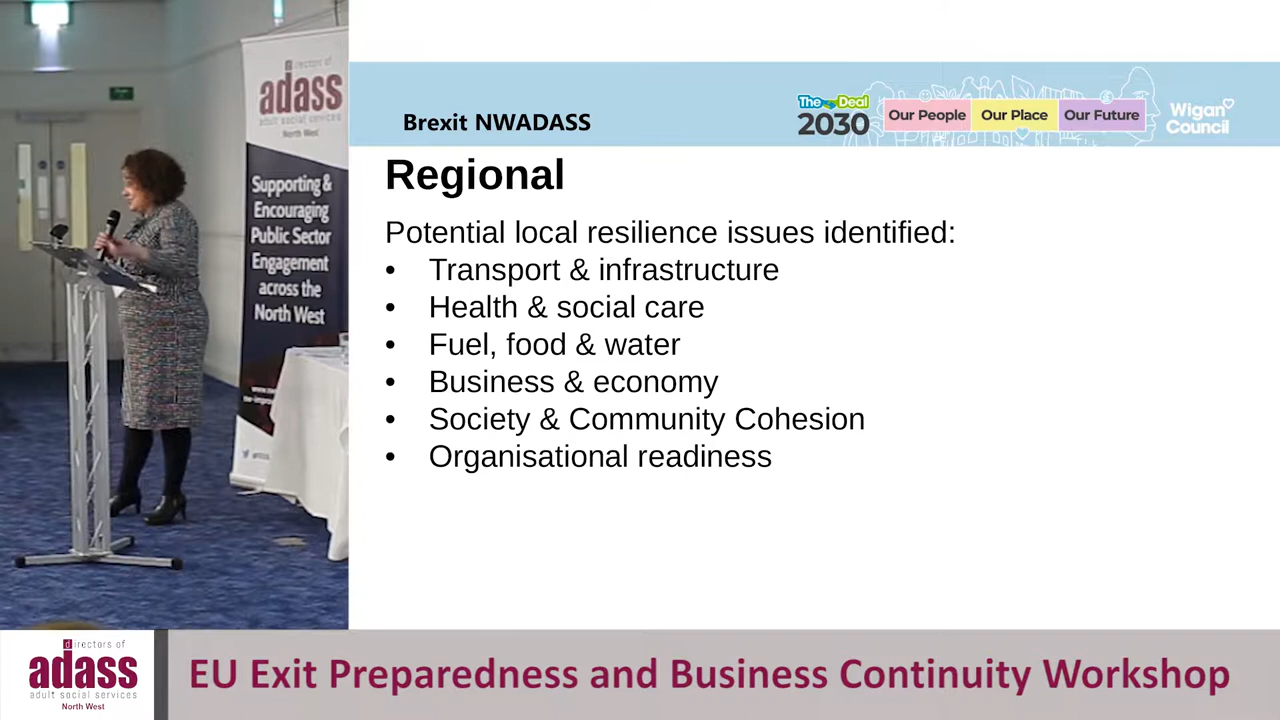 directors of
adass
adult social services
North West
Supporting &
Encouraging
Public Sector
Engagement
across the
North West
Brexit NWADASS
The Deal
2030
Our People
Our Place
Our Future
Wigan
Council
Regional
Potential local resilience issues identified:
• Transport & infrastructure
• Health & social care
• Fuel, food & water
• Business & economy
• Society & Community Cohesion
• Organisational readiness
directors of
adass
adult social services
North West
EU Exit Preparedness and Business Continuity Workshop